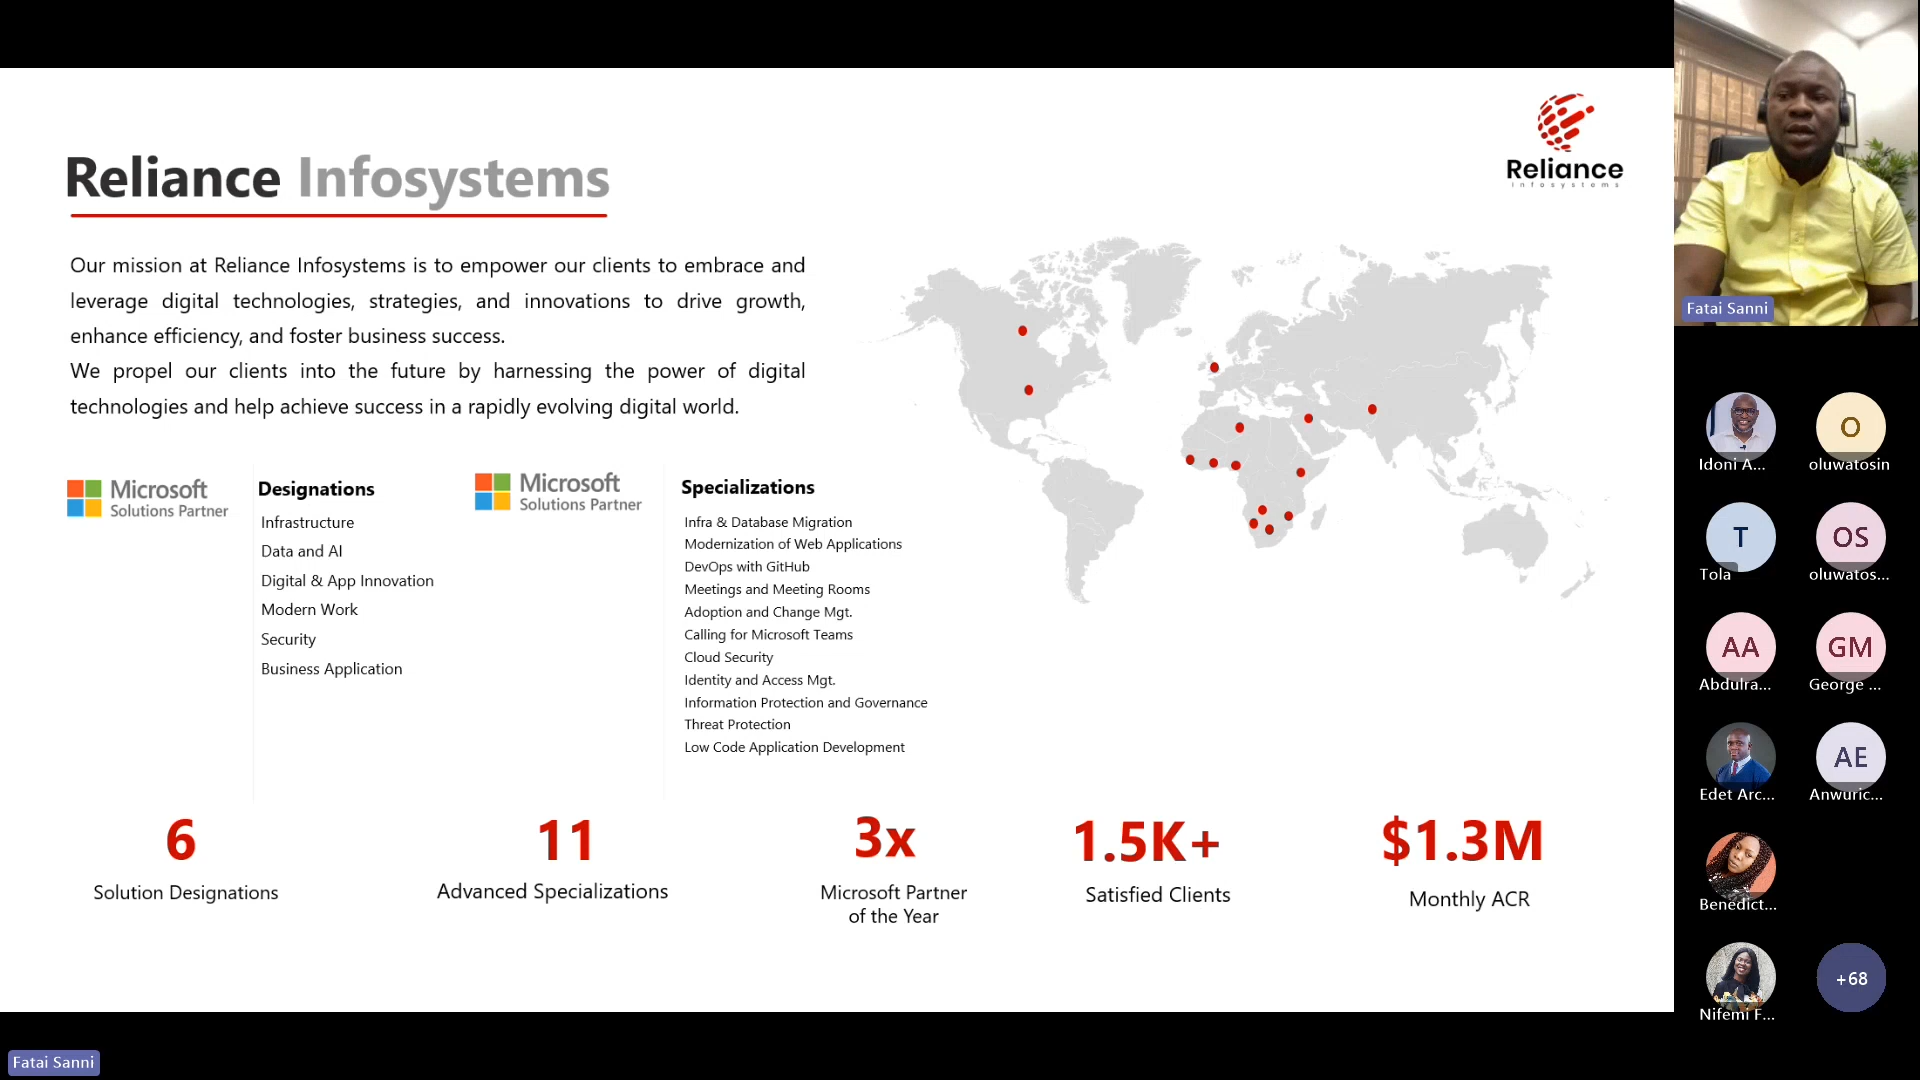 Reliance Infosystems
Reliance
Infosystems
Our mission at Reliance Infosystems is to empower our clients to embrace and
leverage digital technologies, strategies, and innovations to drive growth,
enhance efficiency, and foster business success.
We propel our clients into the future by harnessing the power of digital
technologies and help achieve success in a rapidly evolving digital world.
Microsoft
Solutions Partner
Designations
Infrastructure
Data and AI
Digital & App Innovation
Modern Work
Security
Business Application
Microsoft
Solutions Partner
Specializations
Infra & Database Migration
Modernization of Web Applications
DevOps with GitHub
Meetings and Meeting Rooms
Adoption and Change Mgt.
Calling for Microsoft Teams
Cloud Security
Identity and Access Mgt.
Information Protection and Governance
Threat Protection
Low Code Application Development
6
Solution Designations
11
Advanced Specializations
3x
Microsoft Partner
of the Year
1.5K+
Satisfied Clients
$1.3M
Monthly ACR
Fatai Sanni
Idoni A...
O
oluwatosin
T
Tola
OS
oluwatos...
AA
Abdulra...
GM
George ...
Edet Arc...
AE
Anwuric...
Benedict...
Nifemi F...
+68
Fatai Sanni